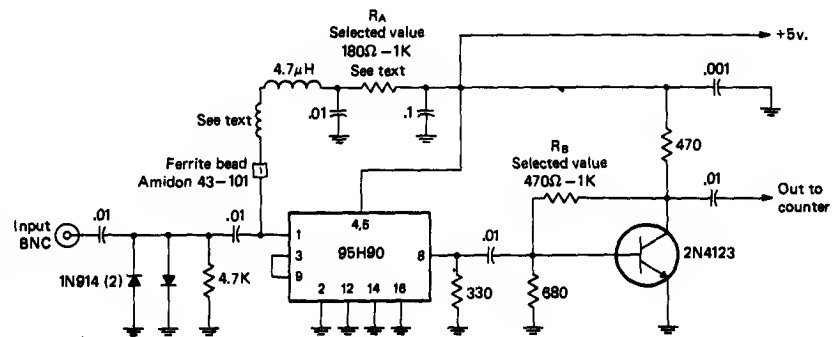 R_A
Selected value
180Ω–1K
See text
+5v.
4.7μH
.001
.01
.1
See text
470
R_B
Selected value
470Ω–1K
Ferrite bead
Amidon 43–101
.01
Out to
counter
Input
BNC
.01
.01
4,5
.01
2N4123
1
3
9
95H90
8
1N914 (2)
4.7K
2
12
14
16
330
680